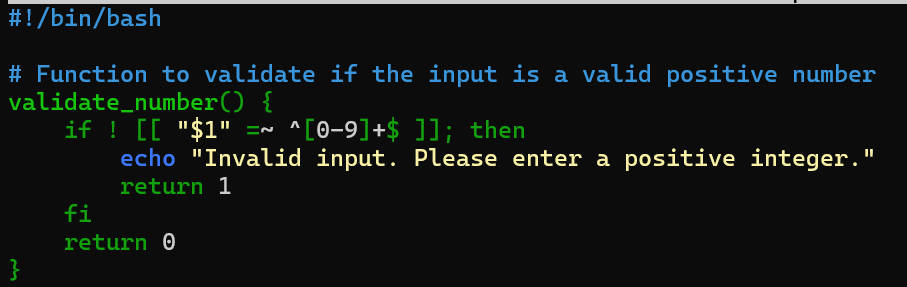 #!/bin/bash

# Function to validate if the input is a valid positive number
validate_number() {
    if ! [[ "$1" =~ ^[0-9]+$ ]]; then
        echo "Invalid input. Please enter a positive integer."
        return 1
    fi
    return 0
}